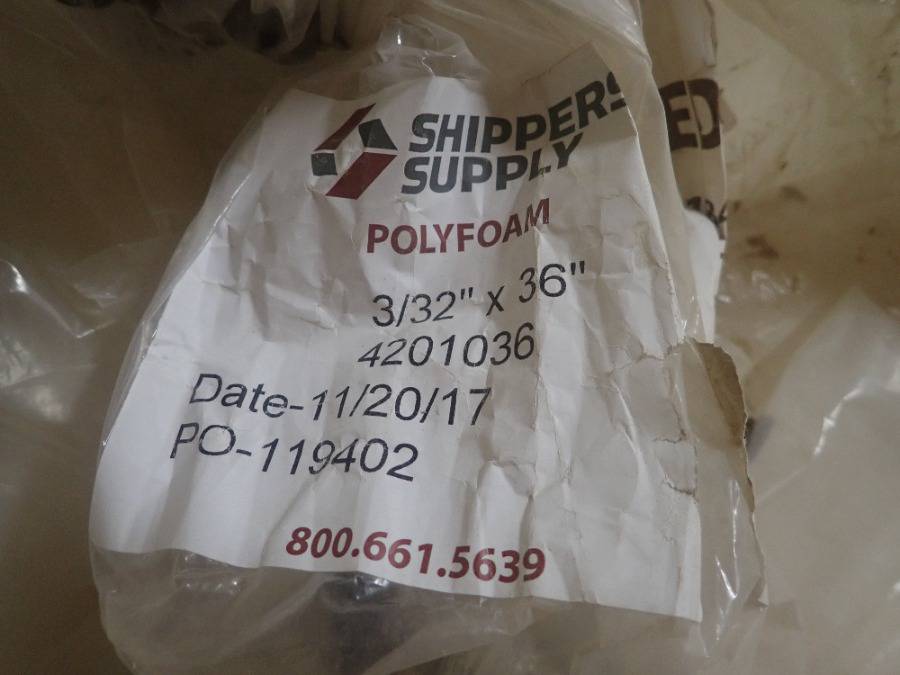 SHIPPERS
SUPPLY
POLYFOAM
3/32" x 36"
4201036
Date-11/20/17
PO-119402
800.661.5639